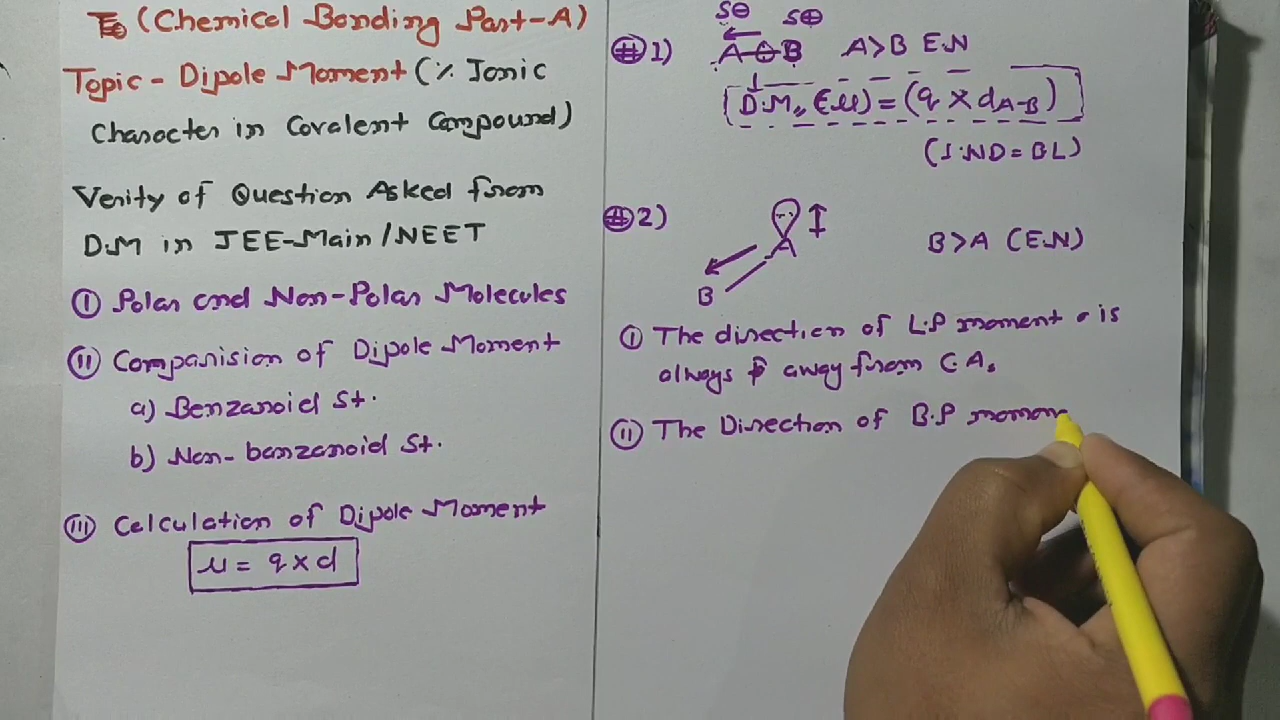 (Chemical Bonding Part-A)
Topic - Dipole Moment (% Ionic
Character in Covalent Compound)
Verity of Question Asked from
D.M in JEE-Main/NEET
(I) Polar and Non-Polar Molecules
(II) Comparision of Dipole Moment
a) Benzanoid St.
b) Non-benzanoid St.
(III) Calculation of Dipole Moment
μ = q × d
δ⊖ δ⊕
#1) A B A>B E.N
D.M, (μ) = (q × dA-B)
(I.ND = B.L)
#2) A
B
B>A (E.N)
(I) The direction of L.P moment is
always away from C.A.
(II) The Direction of B.P momen